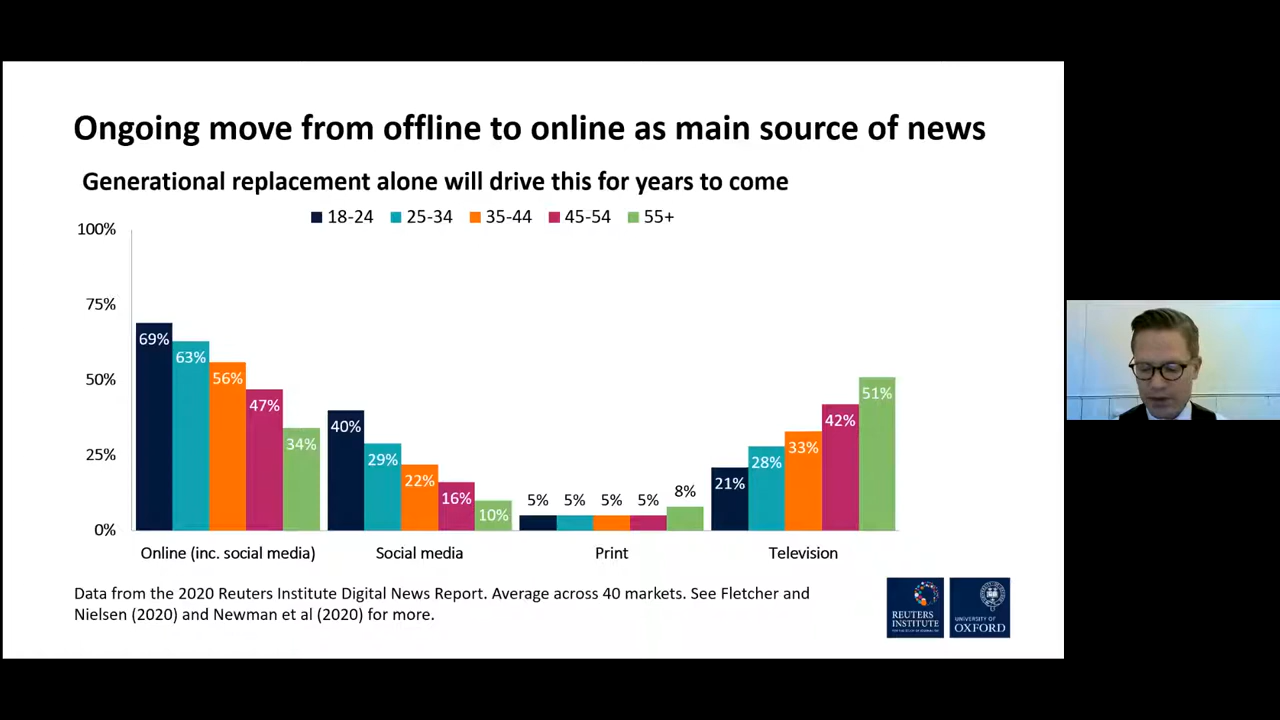 Ongoing move from offline to online as main source of news
Generational replacement alone will drive this for years to come
18-24 25-34 35-44 45-54 55+
100%
75%
50%
25%
0%
69% 63% 56% 47% 34%
40% 29% 22% 16% 10%
5% 5% 5% 5% 8%
21% 28% 33% 42% 51%
Online (inc. social media) Social media Print Television
Data from the 2020 Reuters Institute Digital News Report. Average across 40 markets. See Fletcher and
Nielsen (2020) and Newman et al (2020) for more.
REUTERS
INSTITUTE
UNIVERSITY OF
OXFORD